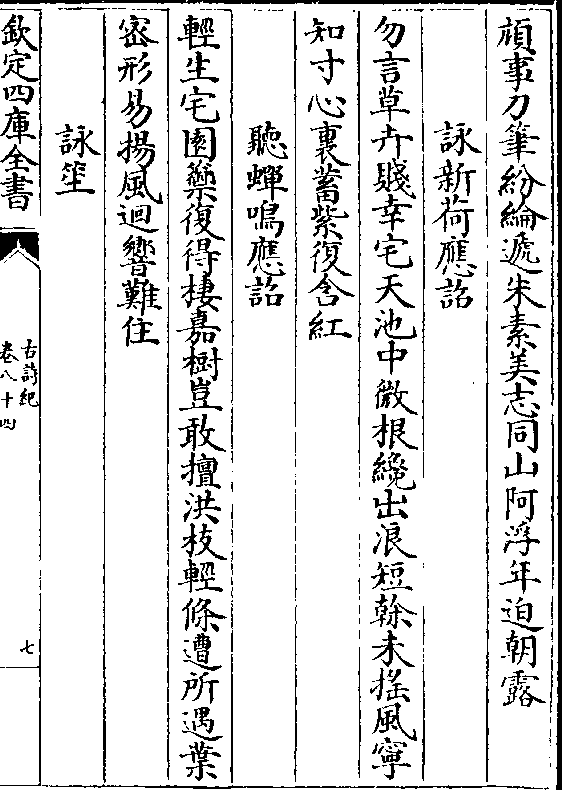 頎事刀筆紛綸遞朱素美志同山阿浮年迫朝露
詠新荷應詔
勿言草卉賤幸宅天池中微根纔出浪短榦未搖風寧
知寸心裏蓄紫復含紅
聽蟬鳴應詔
輕生宅園藥復得棲嘉樹豈敢擅洪枝輕條遭所遇葉
密形易揚風迴響難住
詠笙
欽定四庫全書
古詩紀
卷八十四
七